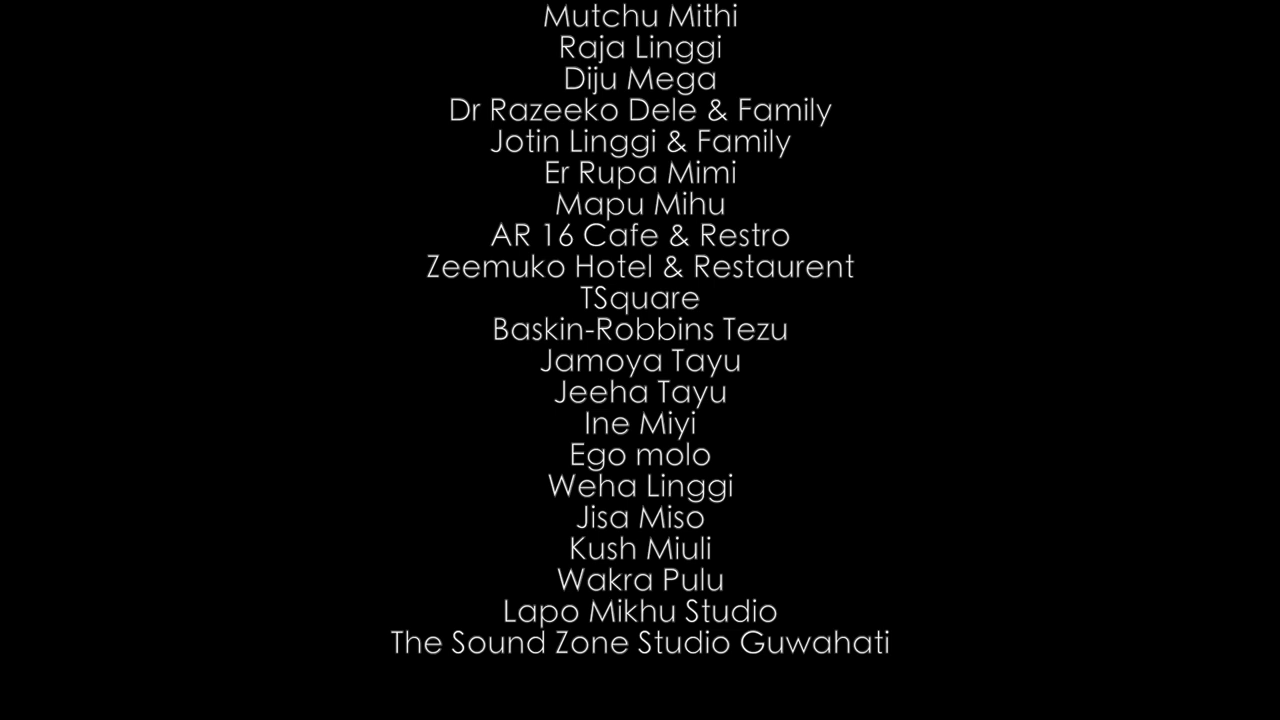 Mutchu Mithi
Raja Linggi
Diju Mega
Dr Razeeko Dele & Family
Jotin Linggi & Family
Er Rupa Mimi
Mapu Mihu
AR 16 Cafe & Restro
Zeemuko Hotel & Restaurent
TSquare
Baskin-Robbins Tezu
Jamoya Tayu
Jeeha Tayu
Ine Miyi
Ego molo
Weha Linggi
Jisa Miso
Kush Miuli
Wakra Pulu
Lapo Mikhu Studio
The Sound Zone Studio Guwahati